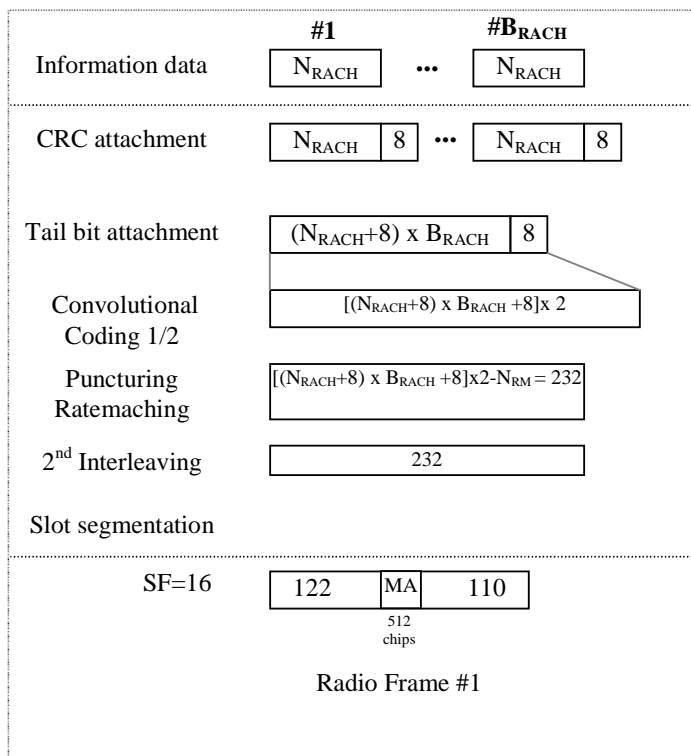 #1 #B_RACH
Information data N_RACH ... N_RACH
CRC attachment N_RACH 8 ... N_RACH 8
Tail bit attachment (N_RACH+8) x B_RACH 8
Convolutional
Coding 1/2
[(N_RACH+8) x B_RACH +8]x 2
Puncturing
Ratemaching
[(N_RACH+8) x B_RACH +8]x2-N_RM = 232
2nd Interleaving 232
Slot segmentation
SF=16 122 MA 110
512
chips
Radio Frame #1